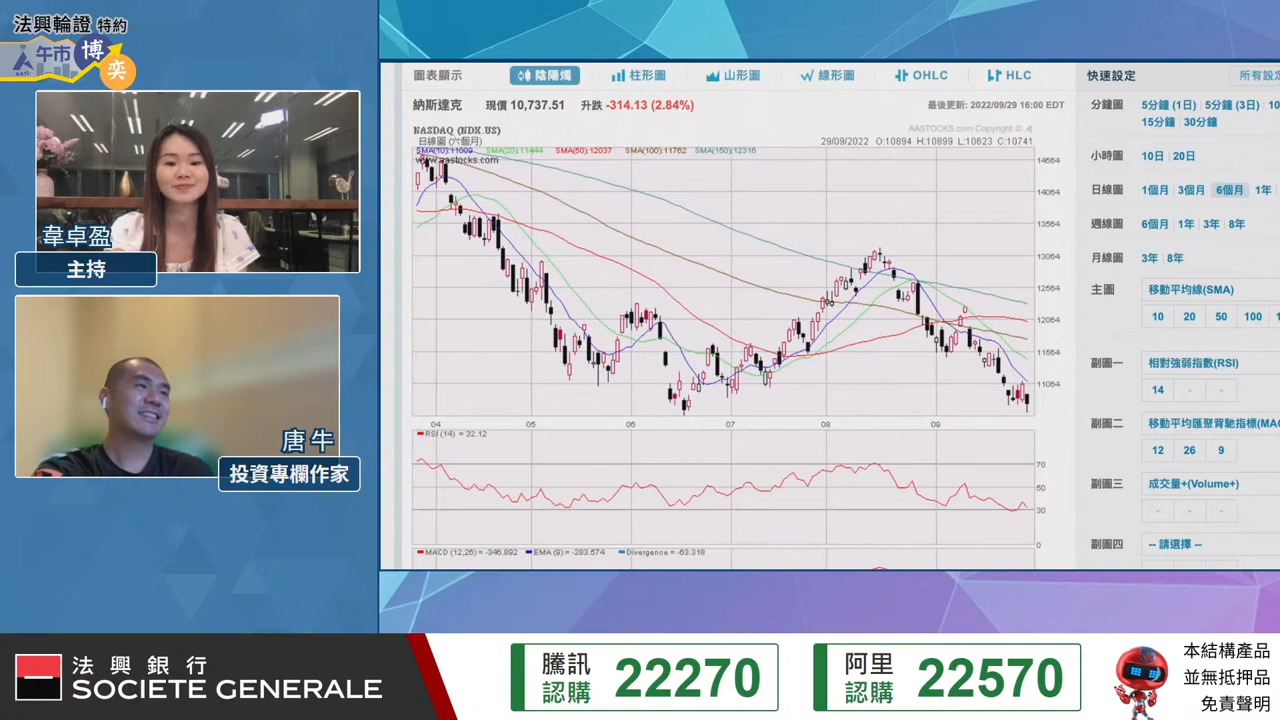 法興輪證 特約
午市
博
奕
AATV
韋卓盈
主持
唐牛
投資專欄作家
圖表顯示
陰陽燭
柱形圖
山形圖
線形圖
OHLC
HLC
納斯達克 現價 10,737.51 升跌 -314.13 (2.84%)
最後更新: 2022/09/29 16:00 EDT
AASTOCKS.com Copyright ©
NASDAQ (NDX.US)
日線圖 (六個月)
29/09/2022 O:10894 H:10899 L:10623 C:10741
SMA(10):11009 SMA(20):11444 SMA(50):12037 SMA(100):11762 SMA(150):12316
www.aastocks.com
14564
14064
13564
13064
12564
12064
11564
11064
04 05 06 07 08 09
RSI (14) = 32.12
70
50
30
0
MACD (12,26) = -346.892 EMA (9) = -283.574 Divergence = -63.318
快速設定
所有設定
分鐘圖 5分鐘 (1日) 5分鐘 (3日) 10
15分鐘 30分鐘
小時圖 10日 20日
日線圖 1個月 3個月 6個月 1年
週線圖 6個月 1年 3年 8年
月線圖 3年 8年
主圖 移動平均線(SMA)
10 20 50 100 1
副圖一 相對強弱指數(RSI)
14 - -
副圖二 移動平均匯聚背馳指標(MAC
12 26 9
副圖三 成交量+(Volume+)
- - -
副圖四 -- 請選擇 --
法興銀行
SOCIETE GENERALE
騰訊
認購
22270
阿里
認購
22570
本結構產品
並無抵押品
免責聲明